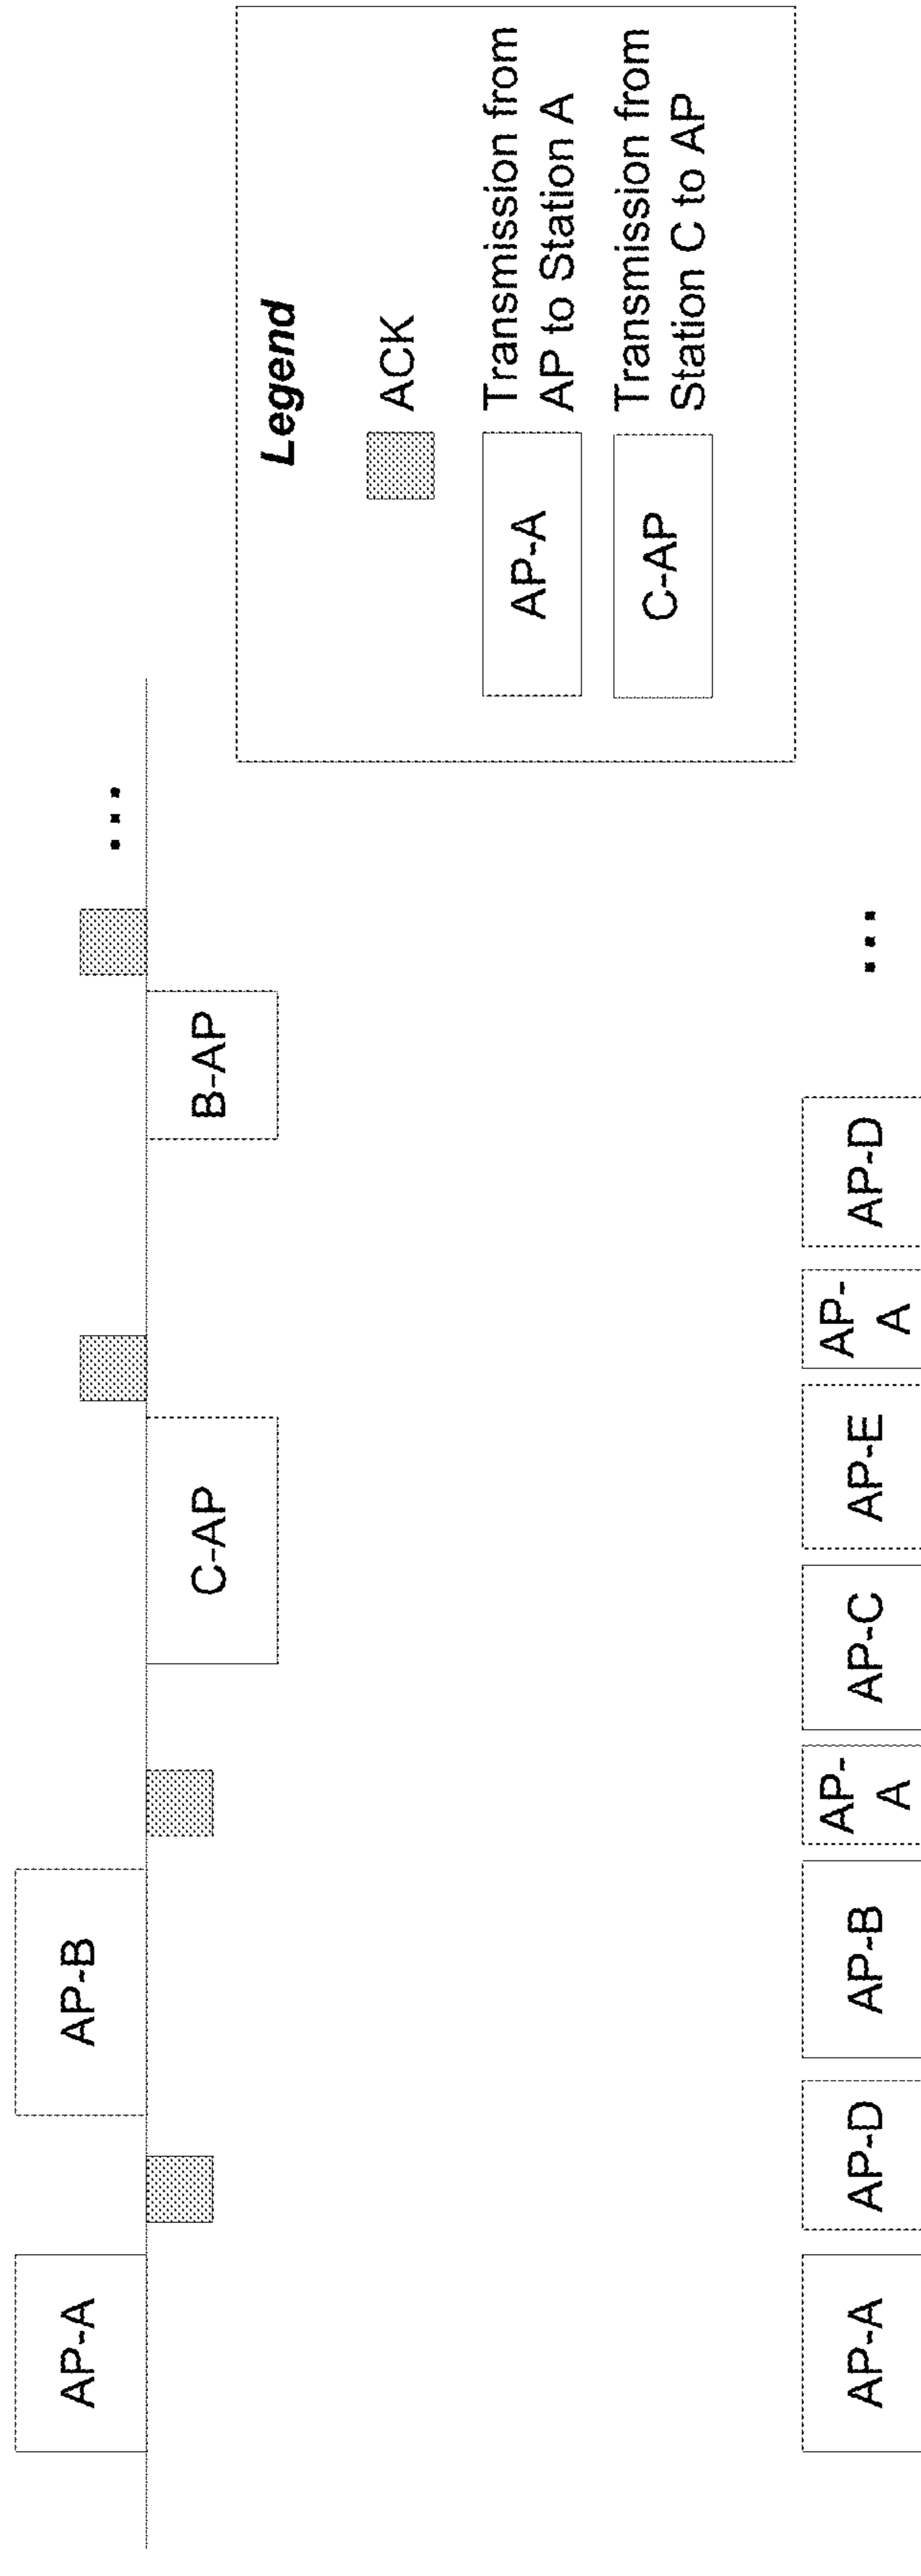 AP-A
AP-B
...
C-AP
B-AP
Legend
ACK
AP-A
Transmission from
AP to Station A
C-AP
Transmission from
Station C to AP
AP-A
AP-D
AP-B
AP-
A
AP-C
AP-E
AP-
A
AP-D
...